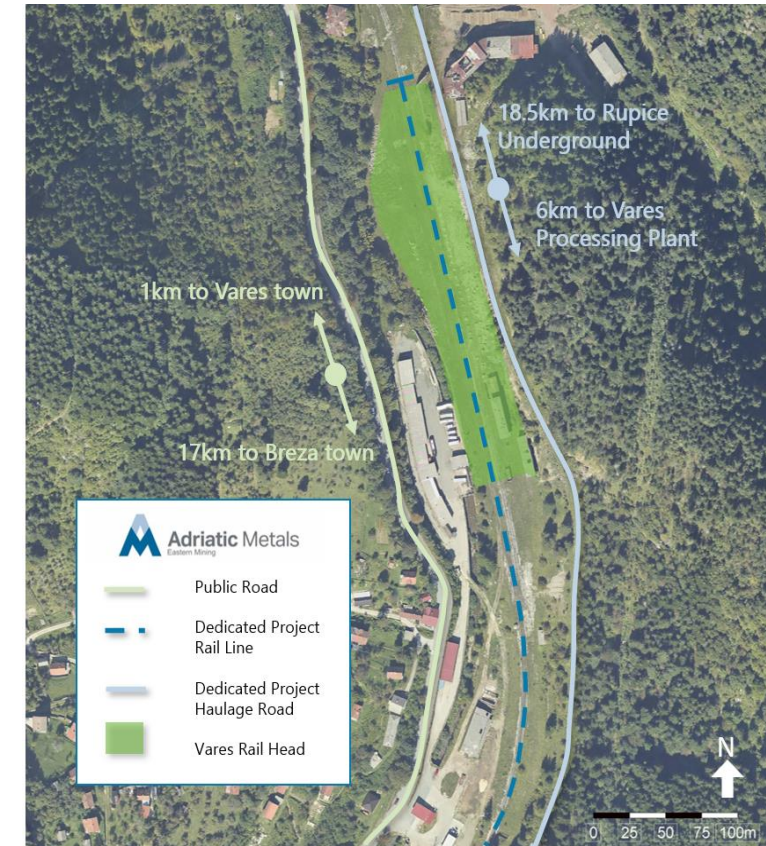 18.5km to Rupice
Underground
6km to Vares
Processing Plant
1km to Vares town
17km to Breza town
Adriatic Metals
Eastern Mining
Public Road
Dedicated Project
Rail Line
Dedicated Project
Haulage Road
Vares Rail Head
N
0 25 50 75 100m